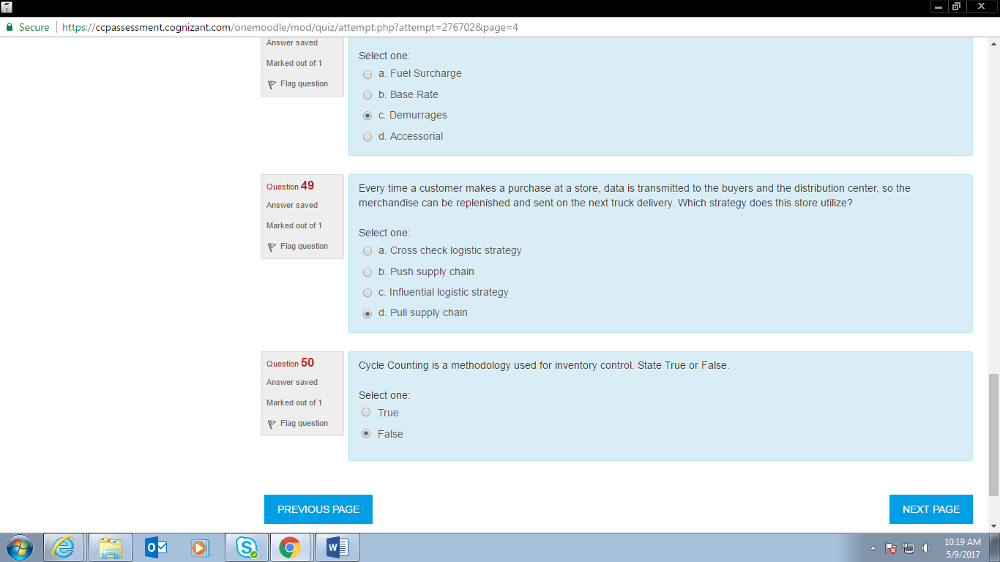 Secure https://ccpassessment.cognizant.com/onemoodle/mod/quiz/attempt.php?attempt=276702&page=4
Answer saved
Marked out of 1
Flag question
Select one:
a. Fuel Surcharge
b. Base Rate
c. Demurrages
d. Accessorial
Question 49
Answer saved
Marked out of 1
Flag question
Every time a customer makes a purchase at a store, data is transmitted to the buyers and the distribution center, so the
merchandise can be replenished and sent on the next truck delivery. Which strategy does this store utilize?
Select one:
a. Cross check logistic strategy
b. Push supply chain
c. Influential logistic strategy
d. Pull supply chain
Question 50
Answer saved
Marked out of 1
Flag question
Cycle Counting is a methodology used for inventory control. State True or False.
Select one:
True
False
PREVIOUS PAGE
NEXT PAGE
10:19 AM
5/9/2017